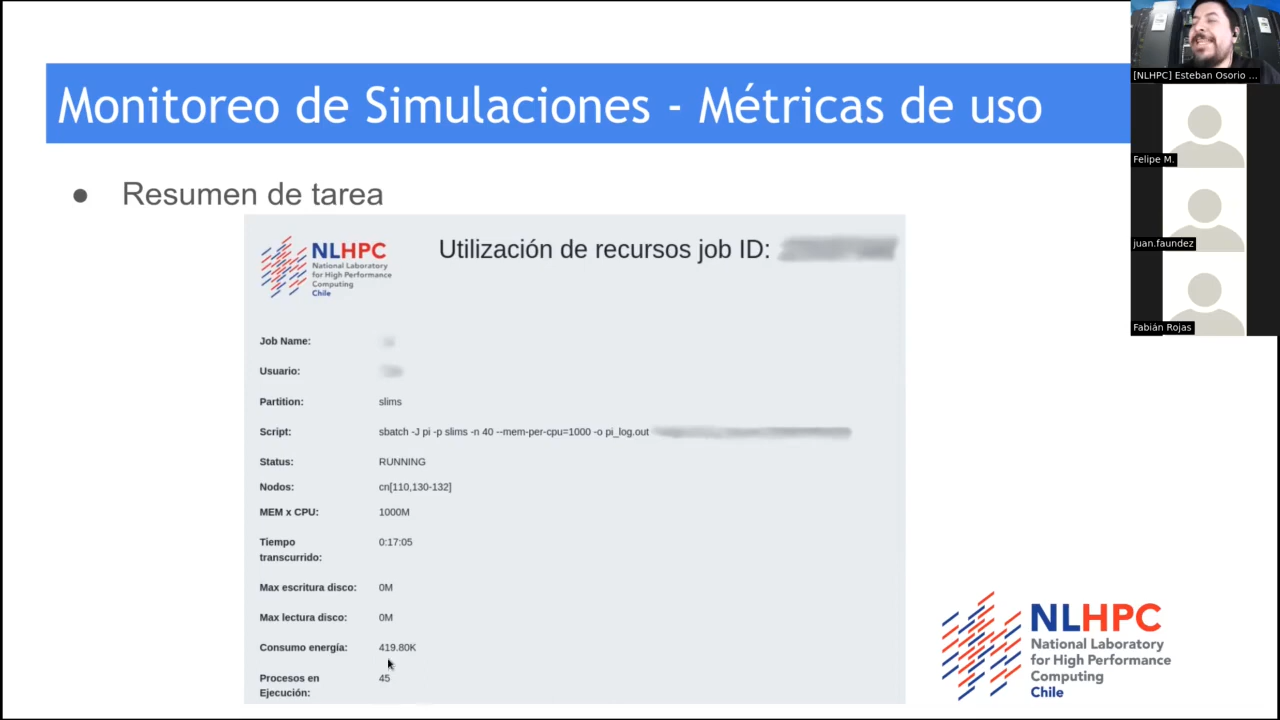 Monitoreo de Simulaciones - Métricas de uso
● Resumen de tarea
NLHPC
National Laboratory
for High Performance
Computing
Chile
Utilización de recursos job ID:
Job Name:
Usuario:
Partition: slims
Script: sbatch -J pi -p slims -n 40 --mem-per-cpu=1000 -o pi_log.out
Status: RUNNING
Nodos: cn[110,130-132]
MEM x CPU: 1000M
Tiempo
transcurrido: 0:17:05
Max escritura disco: 0M
Max lectura disco: 0M
Consumo energía: 419.80K
Procesos en
Ejecución: 45
NLHPC
National Laboratory
for High Performance
Computing
Chile
[NLHPC] Esteban Osorio ...
Felipe M.
juan.faundez
Fabián Rojas